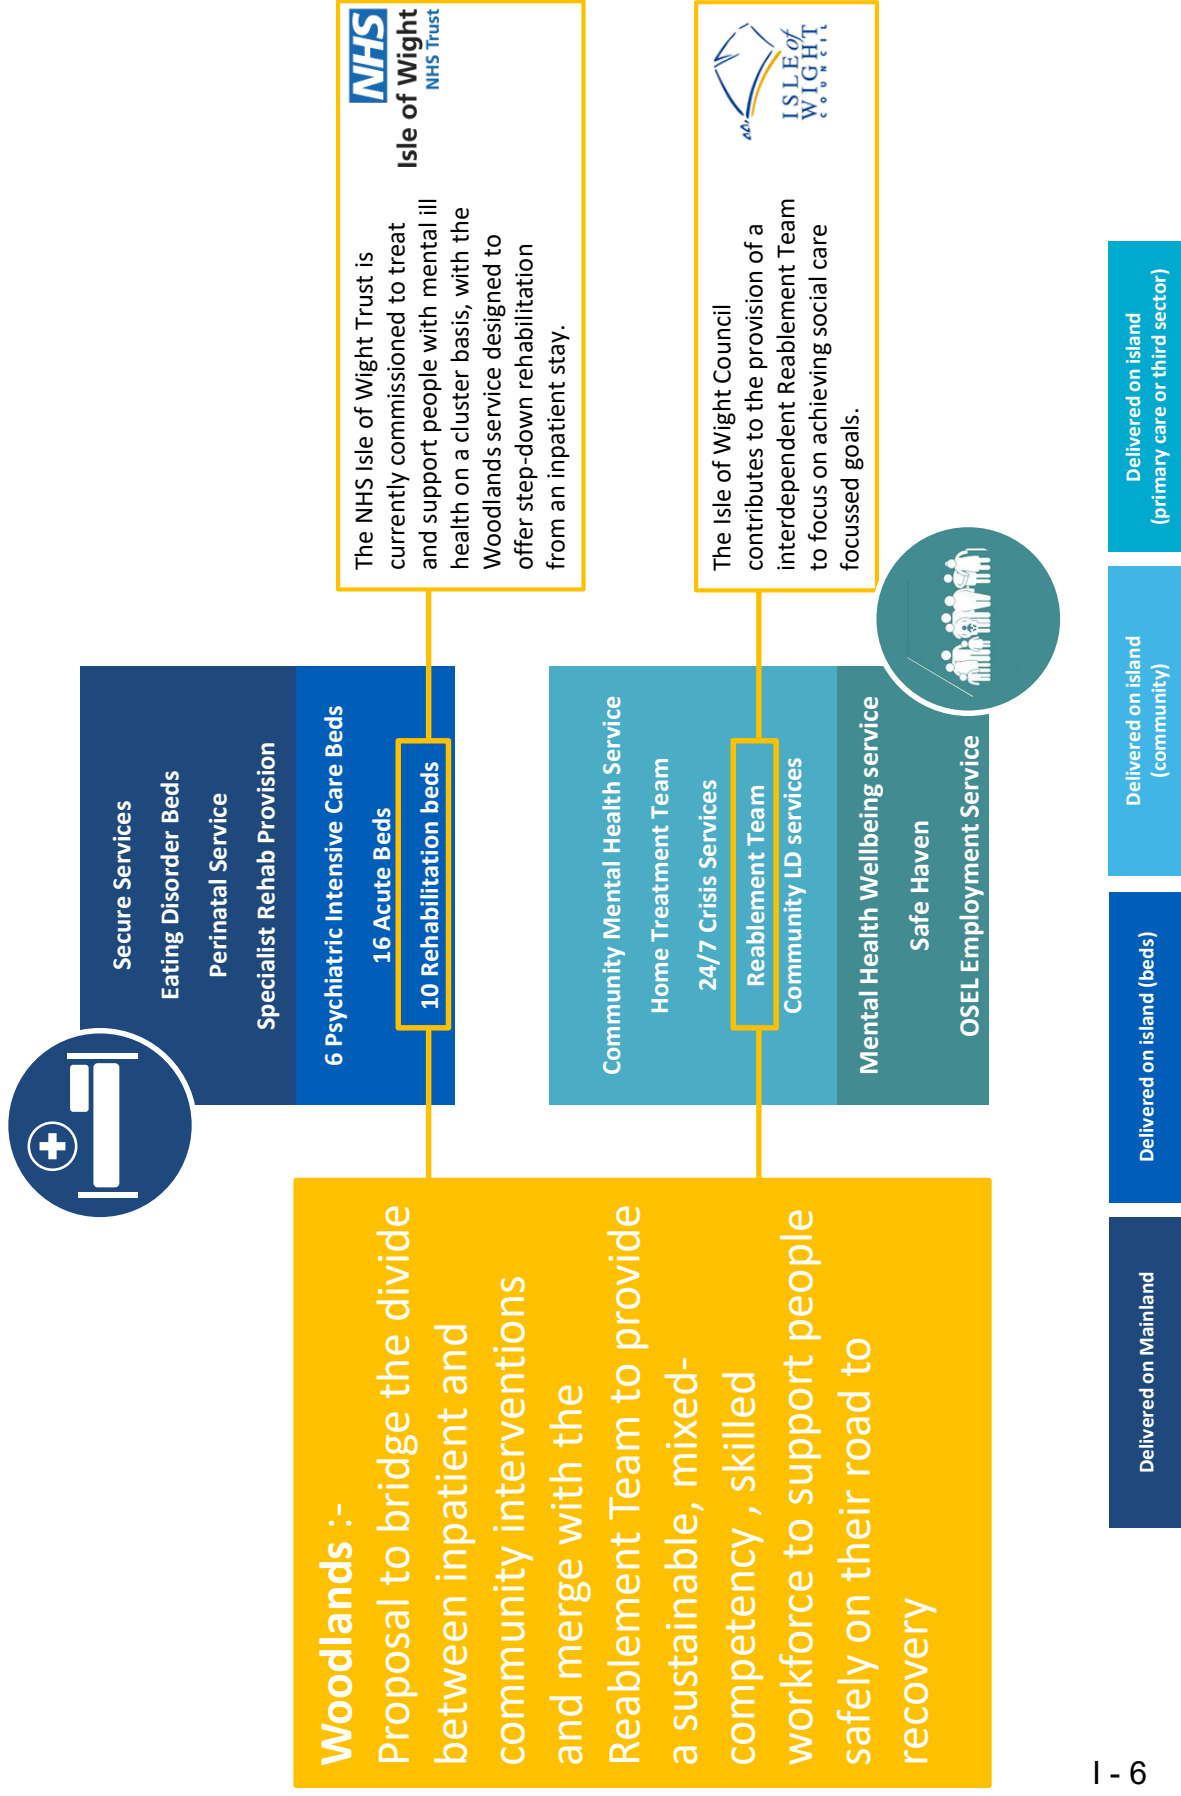 Woodlands :-
Proposal to bridge the divide
between inpatient and
community interventions
and merge with the
Reablement Team to provide
a sustainable, mixed-
competency , skilled
workforce to support people
safely on their road to
recovery
Secure Services
Eating Disorder Beds
Perinatal Service
Specialist Rehab Provision
6 Psychiatric Intensive Care Beds
16 Acute Beds
10 Rehabilitation beds
Community Mental Health Service
Home Treatment Team
24/7 Crisis Services
Reablement Team
Community LD services
Mental Health Wellbeing service
Safe Haven
OSEL Employment Service
The NHS Isle of Wight Trust is
currently commissioned to treat
and support people with mental ill
health on a cluster basis, with the
Woodlands service designed to
offer step-down rehabilitation
from an inpatient stay.
NHS
Isle of Wight
NHS Trust
The Isle of Wight Council
contributes to the provision of a
interdependent Reablement Team
to focus on achieving social care
focussed goals.
ISLE of
WIGHT
COUNCIL
Delivered on Mainland
Delivered on island (beds)
Delivered on island
(community)
Delivered on island
(primary care or third sector)
I - 6